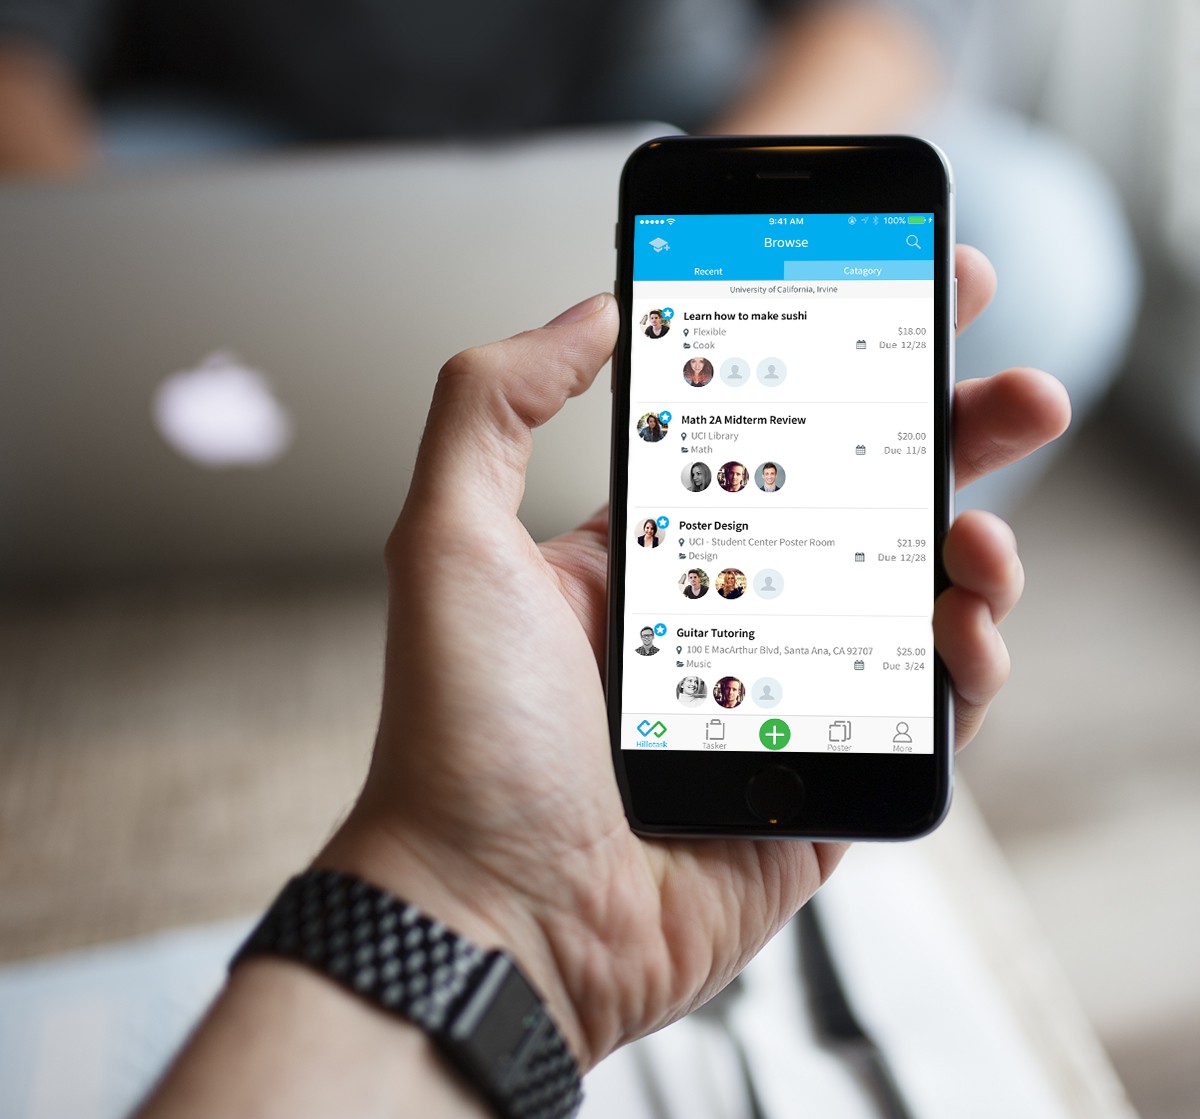 9:41 AM 100%
Browse
Recent Catagory
University of California, Irvine
Learn how to make sushi
Flexible $18.00
Cook Due 12/28
Math 2A Midterm Review
UCI Library $20.00
Math Due 11/8
Poster Design
UCI - Student Center Poster Room $21.99
Design Due 12/28
Guitar Tutoring
100 E MacArthur Blvd, Santa Ana, CA 92707 $25.00
Music Due 3/24
Hillotask Tasker Poster More